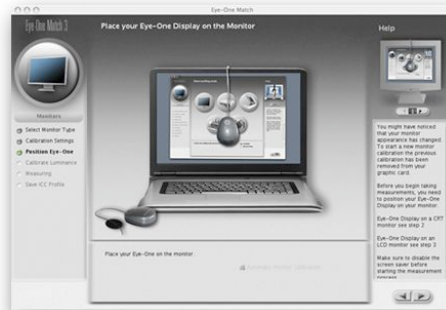 Eye-One Match
Eye-One Match 3
Place your Eye-One Display on the Monitor
Help
Monitors
Select Monitor Type
Calibration Settings
Position Eye-One
Calibrate Luminance
Measuring
Save ICC Profile
You might have noticed
that your monitor
appearance has changed.
To start a new monitor
calibration the previous
calibration has been
removed from your
graphic card.
Before you begin taking
measurements, you need
to position your Eye-One
Display on your monitor.
Eye-One Display on a CRT
monitor see step 2
Eye-One Display on an
LCD monitor see step 3
Make sure to disable the
screen saver before
starting the measurement
process.
Place your Eye-One on the monitor.